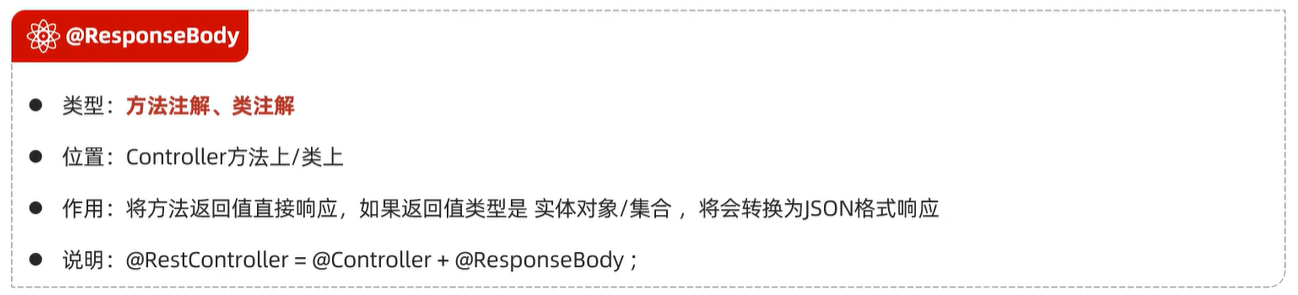 @ResponseBody
● 类型：方法注解、类注解
● 位置：Controller方法上/类上
● 作用：将方法返回值直接响应，如果返回值类型是 实体对象/集合 ，将会转换为JSON格式响应
● 说明：@RestController = @Controller + @ResponseBody ;